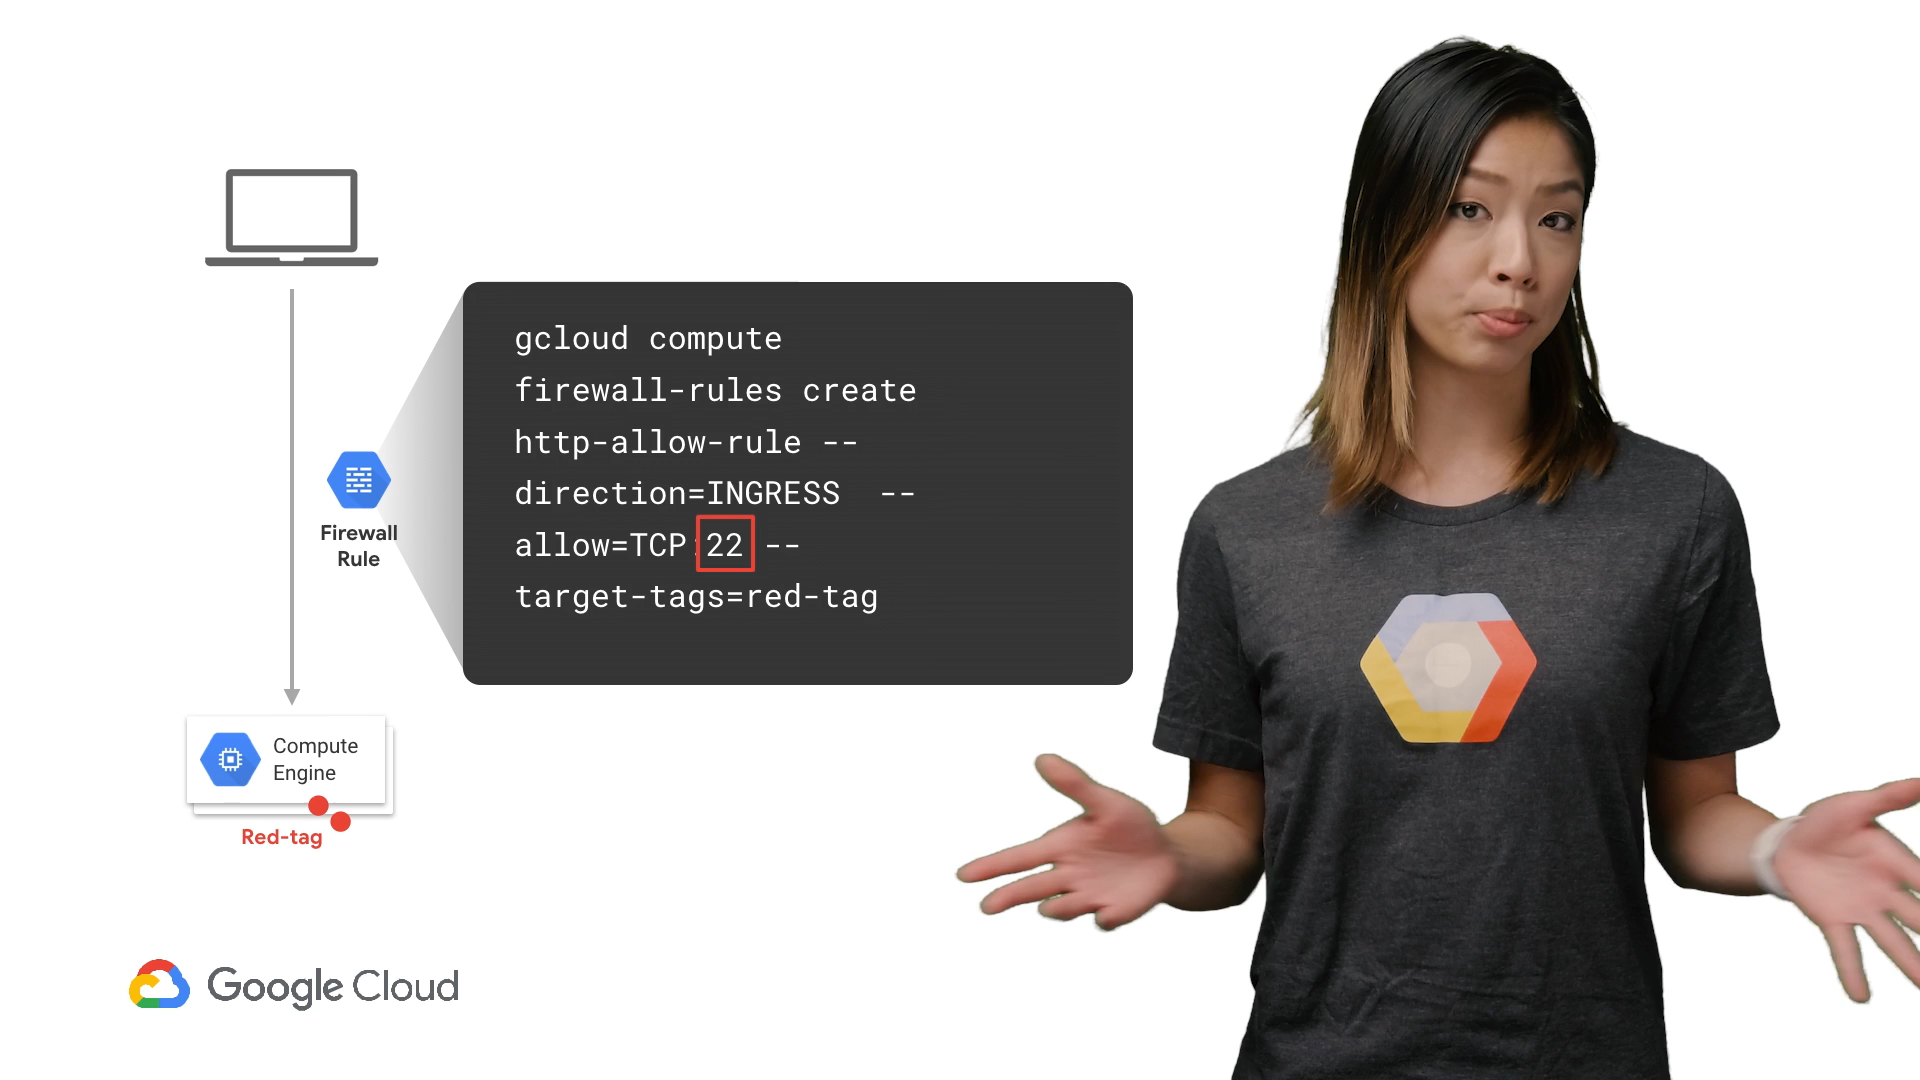 gcloud compute
firewall-rules create
http-allow-rule --
direction=INGRESS  --
allow=TCP:22 --
target-tags=red-tag
Firewall
Rule
Compute
Engine
Red-tag
Google Cloud